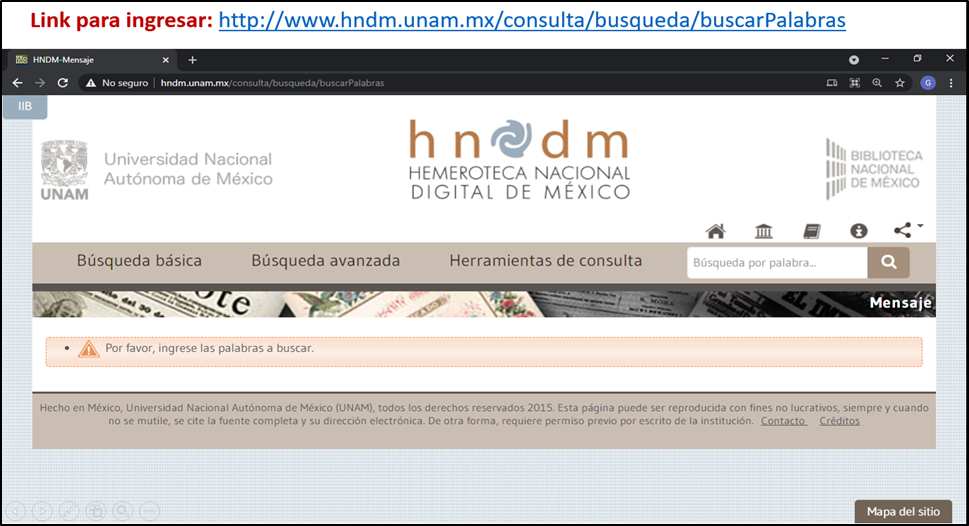 Link para ingresar: http://www.hndm.unam.mx/consulta/busqueda/buscarPalabras
HNDM-Mensaje
No seguro | hndm.unam.mx/consulta/busqueda/buscarPalabras
G
IIB
UNAM
Universidad Nacional
Autónoma de México
hndm
HEMEROTECA NACIONAL
DIGITAL DE MÉXICO
BIBLIOTECA
NACIONAL
DE MÉXICO
Búsqueda básica
Búsqueda avanzada
Herramientas de consulta
Búsqueda por palabra...
Mensaje
Por favor, ingrese las palabras a buscar.
Hecho en México, Universidad Nacional Autónoma de México (UNAM), todos los derechos reservados 2015. Esta página puede ser reproducida con fines no lucrativos, siempre y cuando
no se mutile, se cite la fuente completa y su dirección electrónica. De otra forma, requiere permiso previo por escrito de la institución. Contacto Créditos
Mapa del sitio